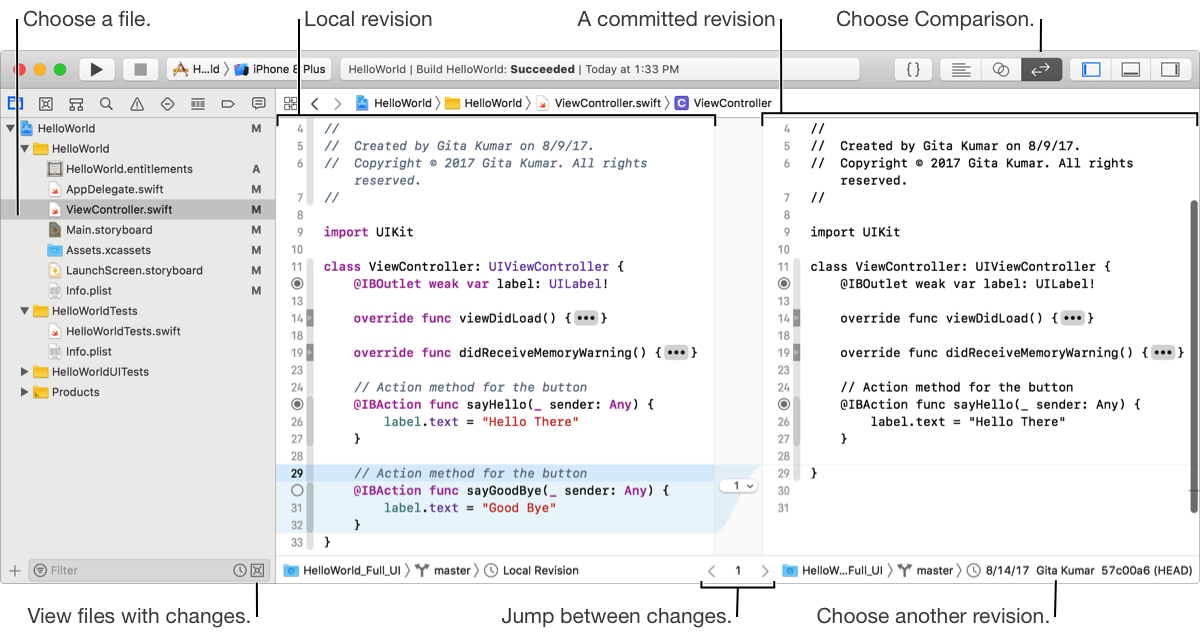 Choose a file.
Local revision
A committed revision
Choose Comparison.
H...ld
iPhone 8 Plus
HelloWorld | Build HelloWorld: Succeeded | Today at 1:33 PM
{ }
HelloWorld
HelloWorld
ViewController.swift
C ViewController
HelloWorld M
HelloWorld
HelloWorld.entitlements A
AppDelegate.swift M
ViewController.swift M
Main.storyboard M
Assets.xcassets M
LaunchScreen.storyboard M
Info.plist M
HelloWorldTests
HelloWorldTests.swift
Info.plist
HelloWorldUITests
Products
Filter
4 //
5 // Created by Gita Kumar on 8/9/17.
6 // Copyright © 2017 Gita Kumar. All rights
reserved.
7 //
8
9 import UIKit
10
11 class ViewController: UIViewController {
@IBOutlet weak var label: UILabel!
13
14 override func viewDidLoad() {•••}
18
19 override func didReceiveMemoryWarning() {•••}
23
24 // Action method for the button
@IBAction func sayHello(_ sender: Any) {
26 label.text = "Hello There"
27 }
28
29 // Action method for the button
@IBAction func sayGoodBye(_ sender: Any) {
31 label.text = "Good Bye"
32 }
33 }
1
4 //
5 // Created by Gita Kumar on 8/9/17.
6 // Copyright © 2017 Gita Kumar. All rights
reserved.
7 //
8
9 import UIKit
10
11 class ViewController: UIViewController {
@IBOutlet weak var label: UILabel!
13
14 override func viewDidLoad() {•••}
18
19 override func didReceiveMemoryWarning() {•••}
23
24 // Action method for the button
@IBAction func sayHello(_ sender: Any) {
26 label.text = "Hello There"
27 }
28
29 }
30
31
HelloWorld_Full_UI
master
Local Revision
1
HelloW...Full_UI
master
8/14/17 Gita Kumar 57c00a6 (HEAD)
View files with changes.
Jump between changes.
Choose another revision.